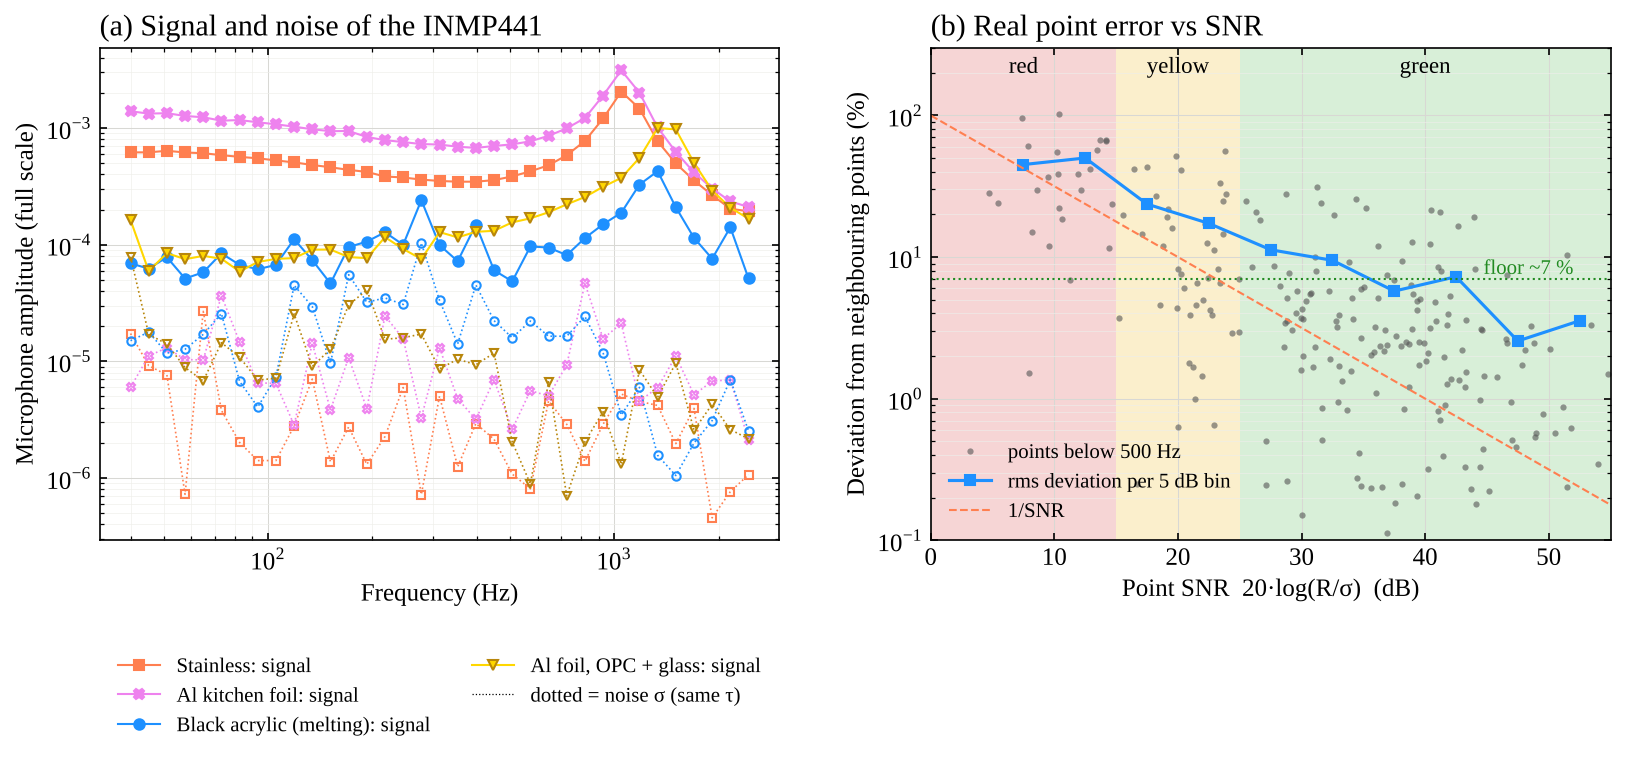 (a) Signal and noise of the INMP441
Microphone amplitude (full scale)
10⁻³
10⁻⁴
10⁻⁵
10⁻⁶
10²
10³
Frequency (Hz)
Stainless: signal
Al kitchen foil: signal
Black acrylic (melting): signal
Al foil, OPC + glass: signal
dotted = noise σ (same τ)
(b) Real point error vs SNR
Deviation from neighbouring points (%)
red
yellow
green
10²
10¹
10⁰
10⁻¹
floor ~7 %
points below 500 Hz
rms deviation per 5 dB bin
1/SNR
0
10
20
30
40
50
Point SNR 20·log(R/σ) (dB)